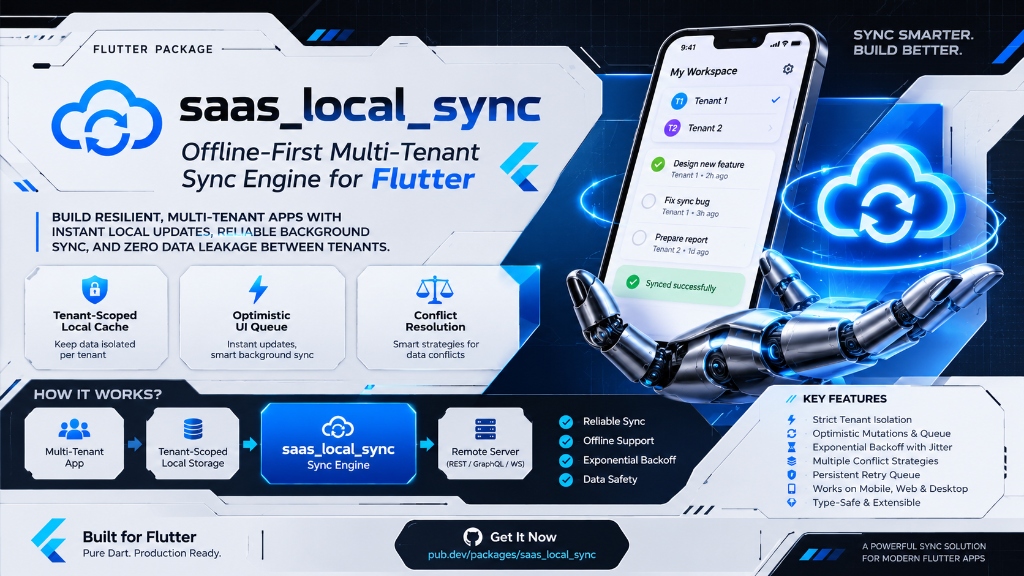 FLUTTER PACKAGE
SYNC SMARTER.
BUILD BETTER.
saas_local_sync
Offline-First Multi-Tenant
Sync Engine for Flutter
BUILD RESILIENT, MULTI-TENANT APPS WITH
INSTANT LOCAL UPDATES, RELIABLE BACKGROUND
SYNC, AND ZERO DATA LEAKAGE BETWEEN TENANTS.
Tenant-Scoped
Local Cache
Keep data isolated
per tenant
Optimistic
UI Queue
Instant updates,
smart background sync
Conflict
Resolution
Smart strategies for
data conflicts
9:41
My Workspace
T1 Tenant 1
T2 Tenant 2
Design new feature
Tenant 1 • 2h ago
Fix sync bug
Tenant 1 • 3h ago
Prepare report
Tenant 2 • 1d ago
Synced successfully
HOW IT WORKS?
Multi-Tenant
App
Tenant-Scoped
Local Storage
saas_local_sync
Sync Engine
Remote Server
(REST / GraphQL / WS)
Reliable Sync
Offline Support
Exponential Backoff
Data Safety
KEY FEATURES
Strict Tenant Isolation
Optimistic Mutations & Queue
Exponential Backoff with Jitter
Multiple Conflict Strategies
Persistent Retry Queue
Works on Mobile, Web & Desktop
Type-Safe & Extensible
Built for Flutter
Pure Dart. Production Ready.
Get It Now
pub.dev/packages/saas_local_sync
A POWERFUL SYNC SOLUTION
FOR MODERN FLUTTER APPS